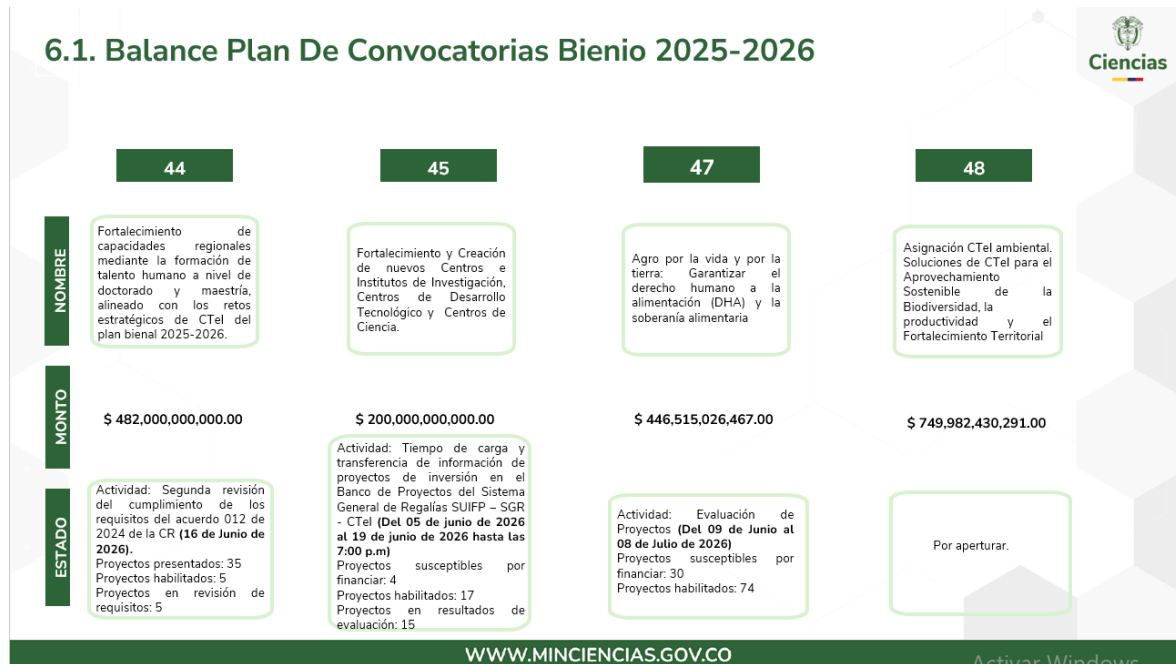 6.1. Balance Plan De Convocatorias Bienio 2025-2026
Ciencias
44
45
47
48
NOMBRE
Fortalecimiento de
capacidades regionales
mediante la formación de
talento humano a nivel de
doctorado y maestría,
alineado con los retos
estratégicos de CTeI del
plan bienal 2025-2026.
Fortalecimiento y Creación
de nuevos Centros e
Institutos de Investigación,
Centros de Desarrollo
Tecnológico y Centros de
Ciencia.
Agro por la vida y por la
tierra: Garantizar el
derecho humano a la
alimentación (DHA) y la
soberanía alimentaria
Asignación CTeI ambiental.
Soluciones de CTeI para el
Aprovechamiento
Sostenible de la
Biodiversidad, la
productividad y el
Fortalecimiento Territorial
MONTO
$ 482,000,000,000.00
$ 200,000,000,000.00
$ 446,515,026,467.00
$ 749,982,430,291.00
ESTADO
Actividad: Segunda revisión
del cumplimiento de los
requisitos del acuerdo 012 de
2024 de la CR (16 de Junio de
2026).
Proyectos presentados: 35
Proyectos habilitados: 5
Proyectos en revisión de
requisitos: 5
Actividad: Tiempo de carga y
transferencia de información de
proyectos de inversión en el
Banco de Proyectos del Sistema
General de Regalías SUIFP – SGR
- CTeI (Del 05 de junio de 2026
al 19 de junio de 2026 hasta las
7:00 p.m)
Proyectos susceptibles por
financiar: 4
Proyectos habilitados: 17
Proyectos en resultados de
evaluación: 15
Actividad: Evaluación de
Proyectos (Del 09 de Junio al
08 de Julio de 2026)
Proyectos susceptibles por
financiar: 30
Proyectos habilitados: 74
Por aperturar.
WWW.MINCIENCIAS.GOV.CO
Activar Windows